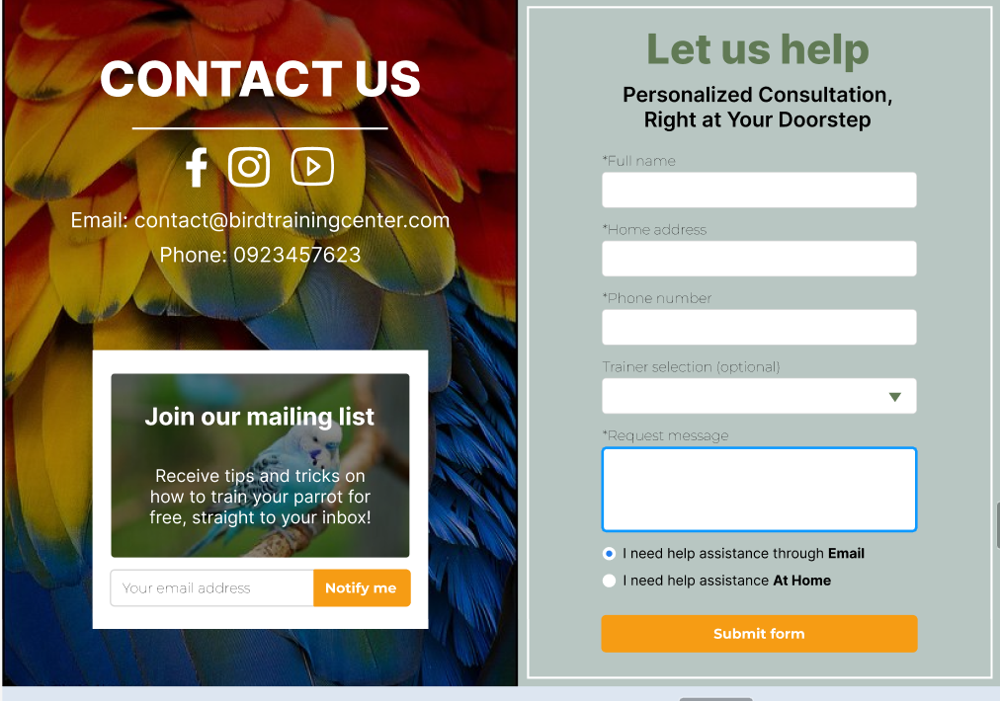 CONTACT US
Email: contact@birdtrainingcenter.com
Phone: 0923457623
Join our mailing list
Receive tips and tricks on
how to train your parrot for
free, straight to your inbox!
Your email address
Notify me
Let us help
Personalized Consultation,
Right at Your Doorstep
*Full name
*Home address
*Phone number
Trainer selection (optional)
*Request message
I need help assistance through Email
I need help assistance At Home
Submit form